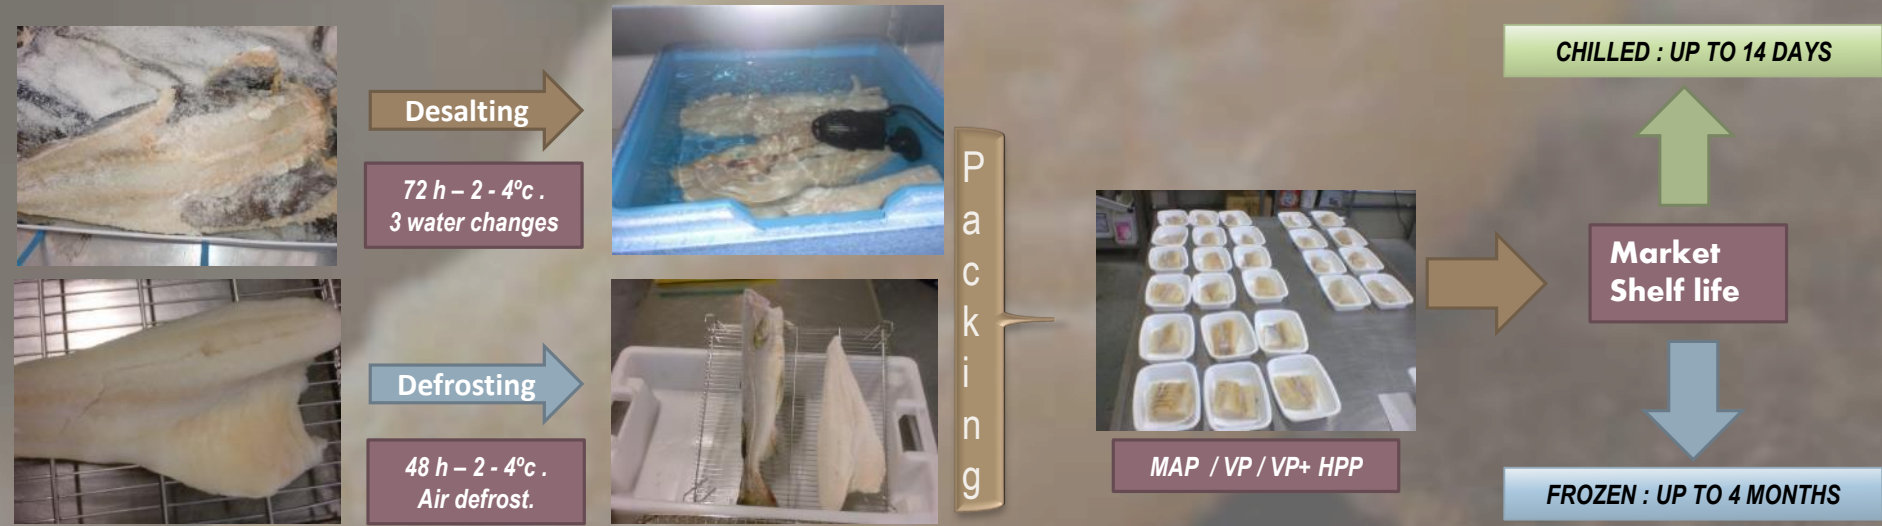 Desalting
72 h – 2 - 4ºc .
3 water changes
Defrosting
48 h – 2 - 4ºc .
Air defrost.
Packing
MAP / VP / VP+ HPP
CHILLED : UP TO 14 DAYS
Market
Shelf life
FROZEN : UP TO 4 MONTHS